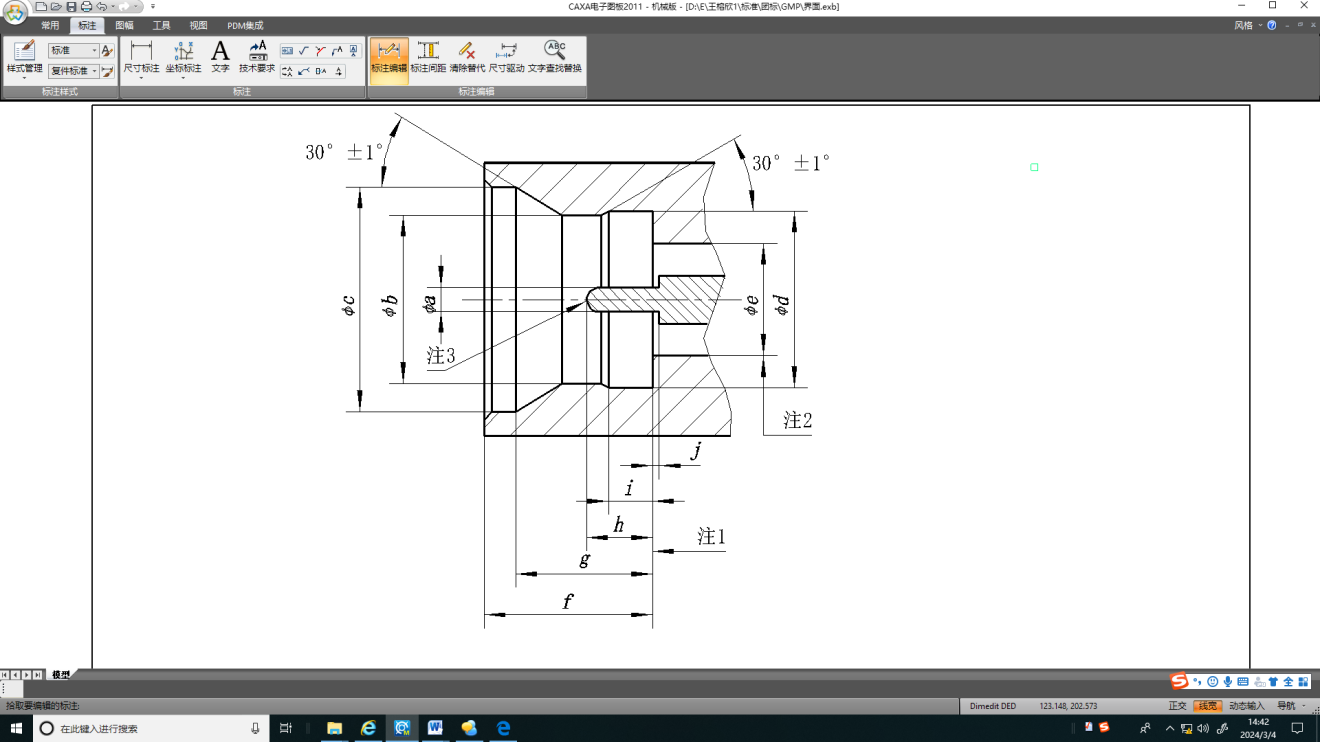 CAXA电子图板2011 - 机械版 - [D:\E\王榕欣1\标准\团标\GMP\界面.exb]
常用 标注 图幅 工具 视图 PDM集成
风格
样式管理 标准 复件标准 尺寸标注 坐标标注 文字 技术要求 标注编辑 标注间距 清除替代 尺寸驱动 文字查找替换
标注样式 标注 标注编辑
30° ±1°
30° ±1°
φc
φb
φa
φe
φd
注3
注2
j
i
h
注1
g
f
模型
拾取要编辑的标注:
Dimedit DED 123.148, 202.573 正交 线宽 动态输入 导航
在此键入进行搜索
14:42
2024/3/4